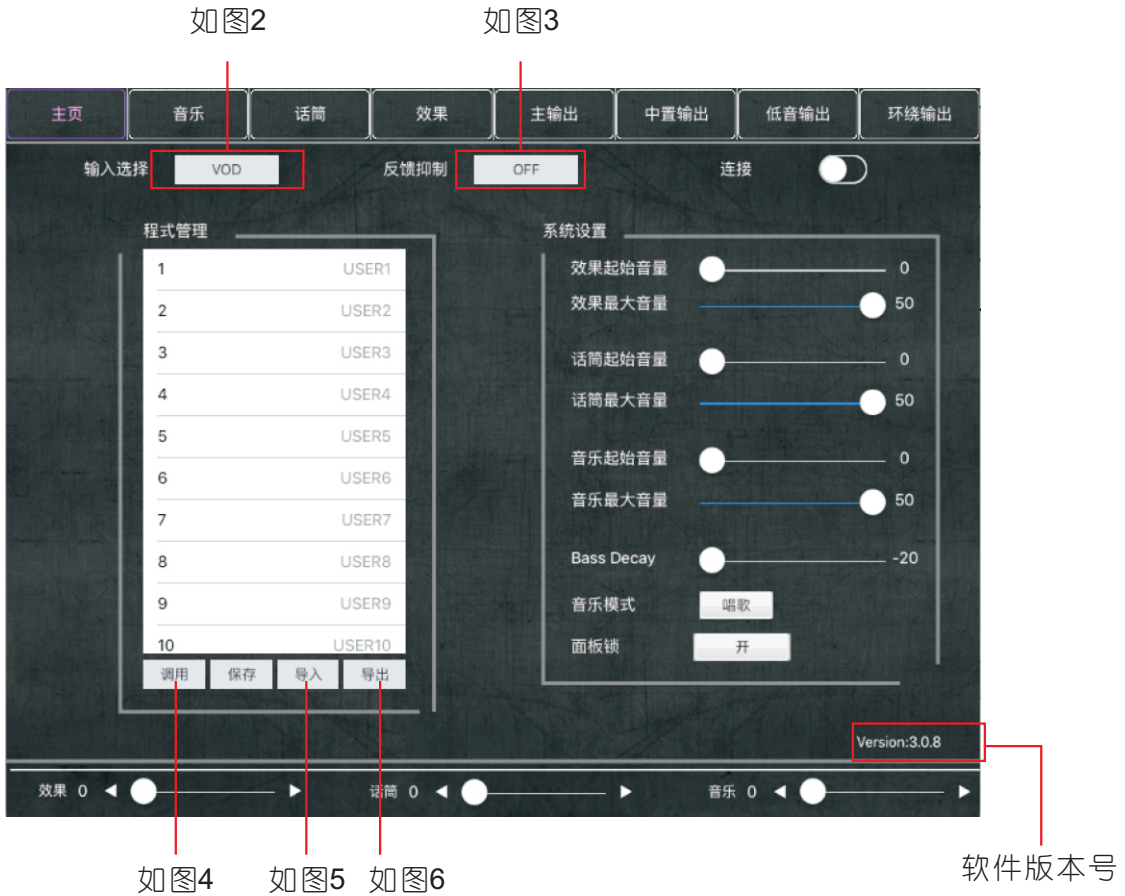 如图2 如图3
主页 音乐 话筒 效果 主输出 中置输出 低音输出 环绕输出
输入选择 VOD 反馈抑制 OFF 连接
程式管理 系统设置
1 USER1
2 USER2
3 USER3
4 USER4
5 USER5
6 USER6
7 USER7
8 USER8
9 USER9
10 USER10
调用 保存 导入 导出
效果起始音量 0
效果最大音量 50
话筒起始音量 0
话筒最大音量 50
音乐起始音量 0
音乐最大音量 50
Bass Decay -20
音乐模式 唱歌
面板锁 开
Version:3.0.8
效果 0 话筒 0 音乐 0
如图4 如图5 如图6 软件版本号